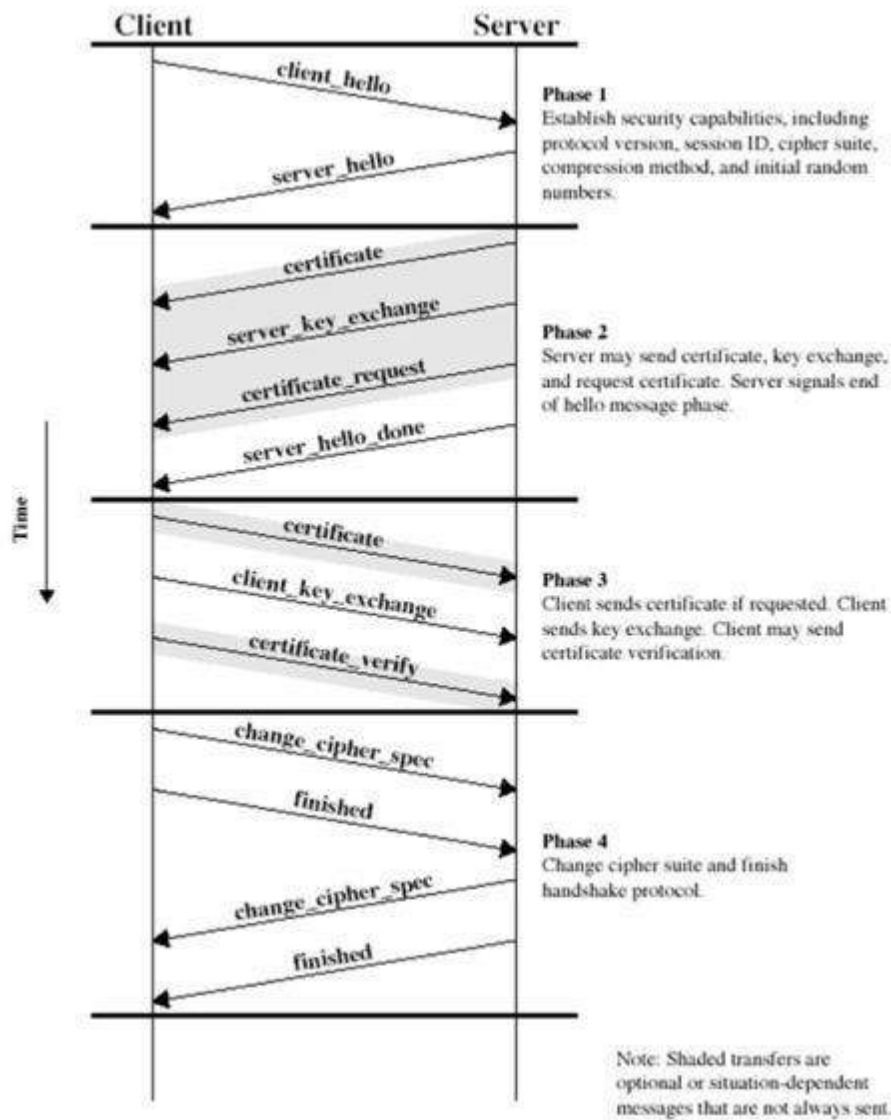 Client
Server
client_hello
server_hello
Phase 1
Establish security capabilities, including
protocol version, session ID, cipher suite,
compression method, and initial random
numbers.
certificate
server_key_exchange
certificate_request
server_hello_done
Phase 2
Server may send certificate, key exchange,
and request certificate. Server signals end
of hello message phase.
Time
certificate
client_key_exchange
certificate_verify
Phase 3
Client sends certificate if requested. Client
sends key exchange. Client may send
certificate verification.
change_cipher_spec
finished
change_cipher_spec
finished
Phase 4
Change cipher suite and finish
handshake protocol.
Note: Shaded transfers are
optional or situation-dependent
messages that are not always sent.